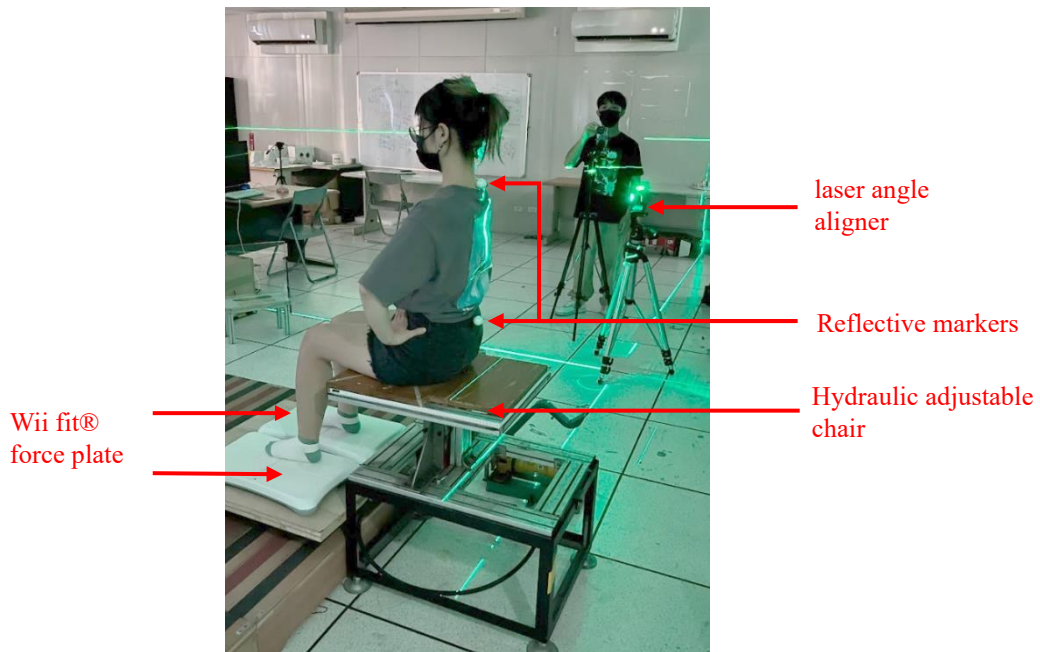 laser angle
aligner
Reflective markers
Hydraulic adjustable
chair
Wii fit®
force plate